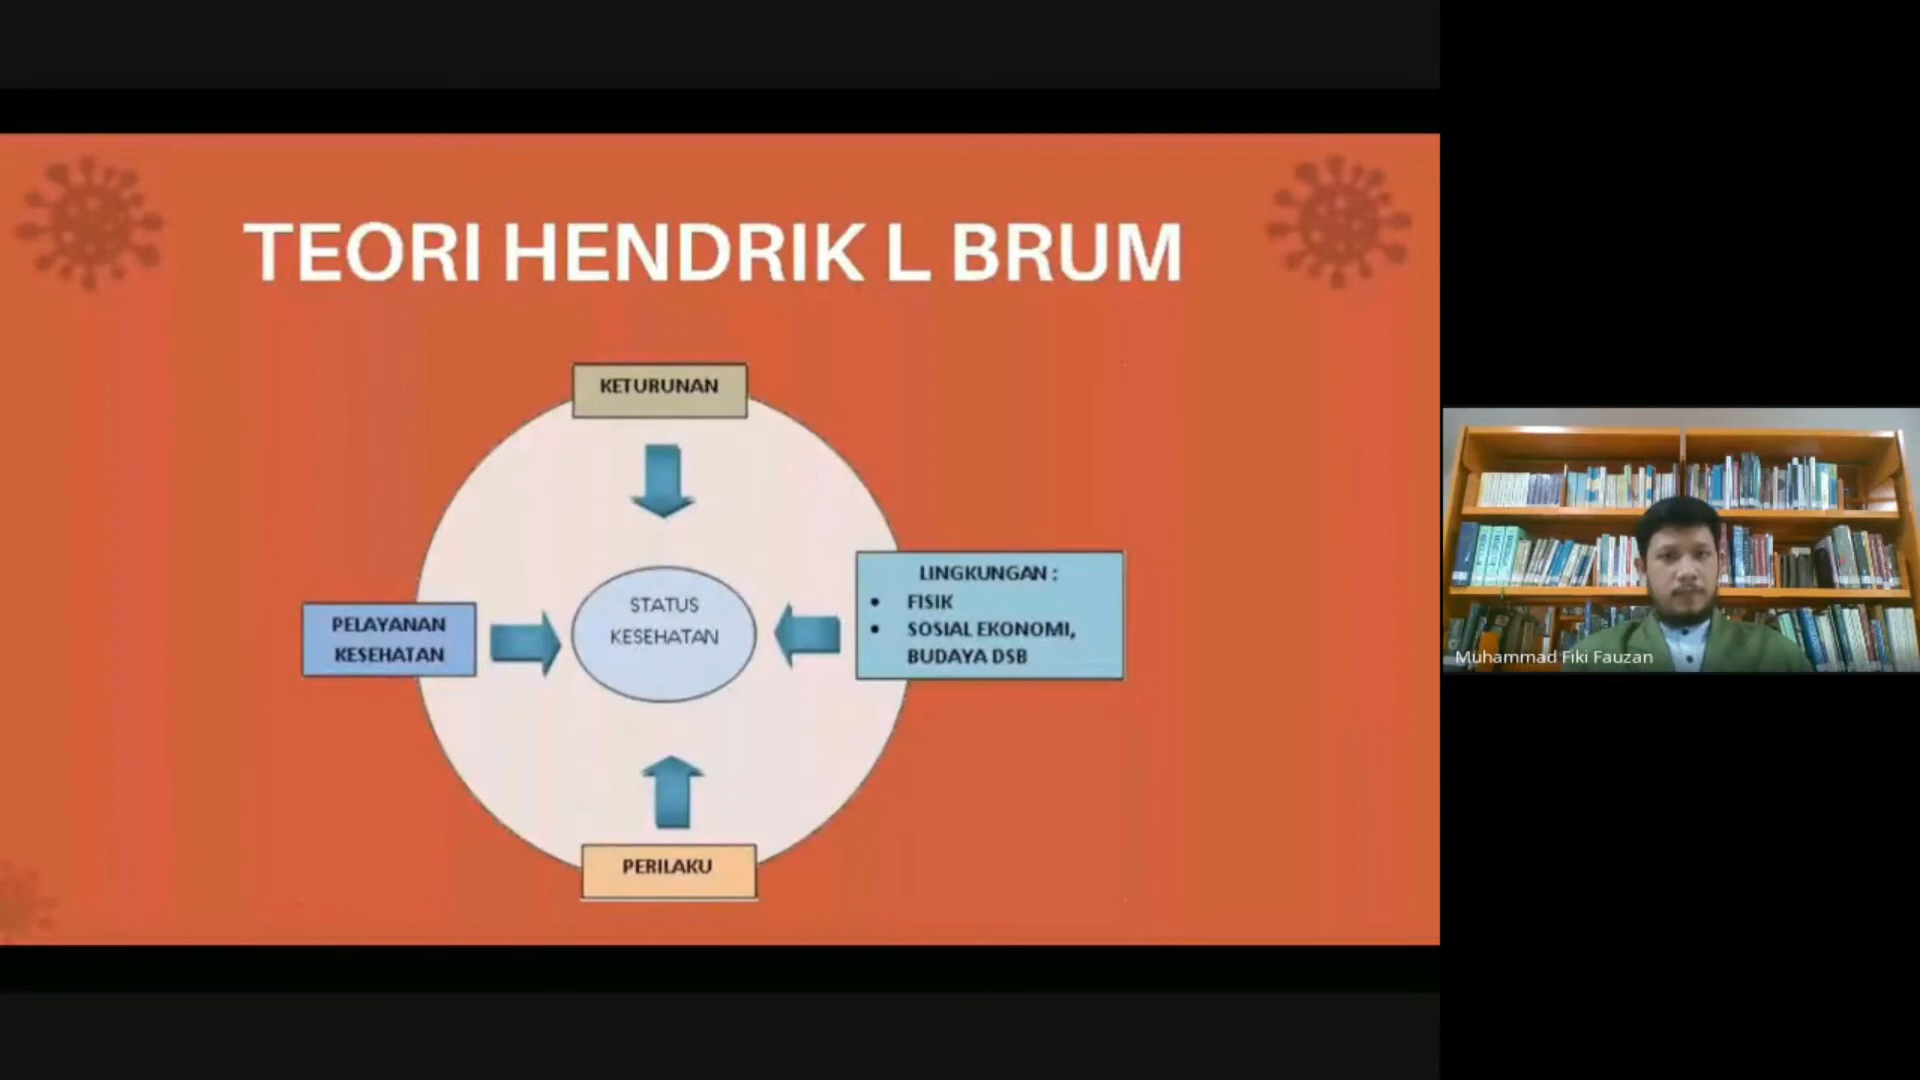 TEORI HENDRIK L BRUM
KETURUNAN
PELAYANAN
KESEHATAN
STATUS
KESEHATAN
LINGKUNGAN :
• FISIK
• SOSIAL EKONOMI,
BUDAYA DSB
PERILAKU
Muhammad Fiki Fauzan